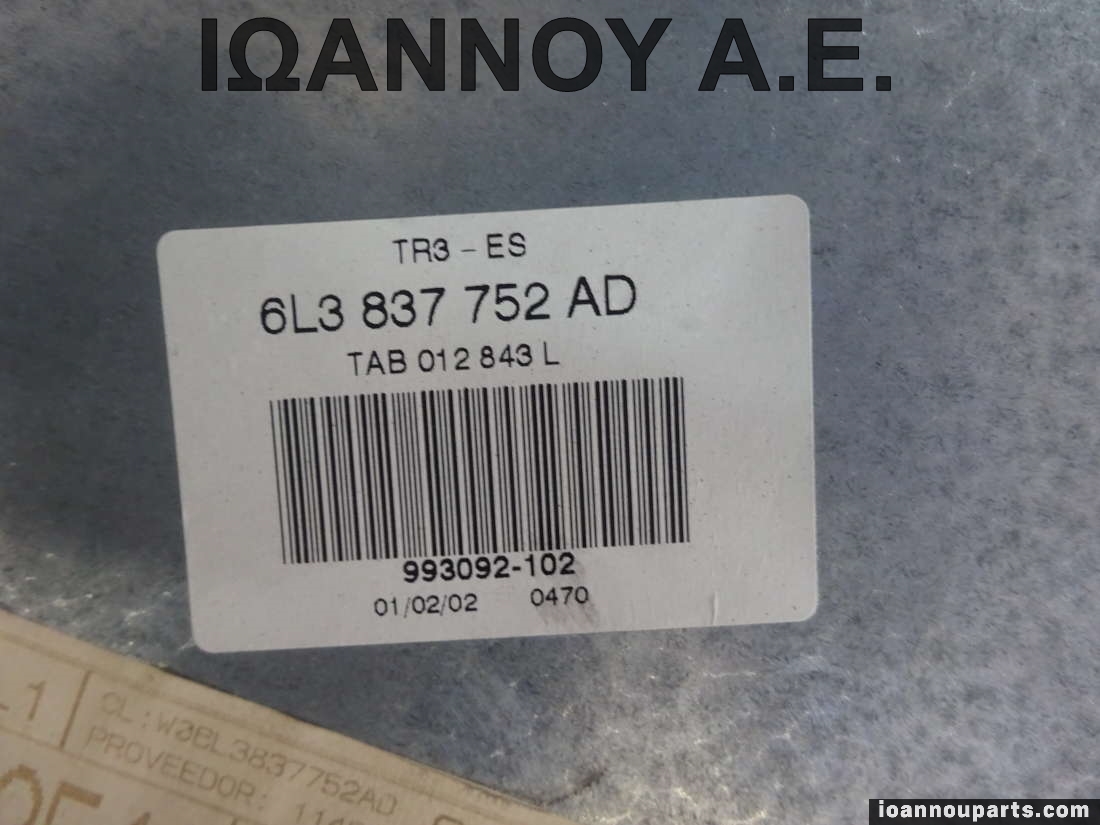 ΙΩΑΝΝΟΥ Α.Ε.
TR3 - ES
6L3 837 752 AD
TAB 012 843 L
993092-102
01/02/02 0470
CL:W3BL3837752AD
PROVEEDOR:
ioannouparts.com